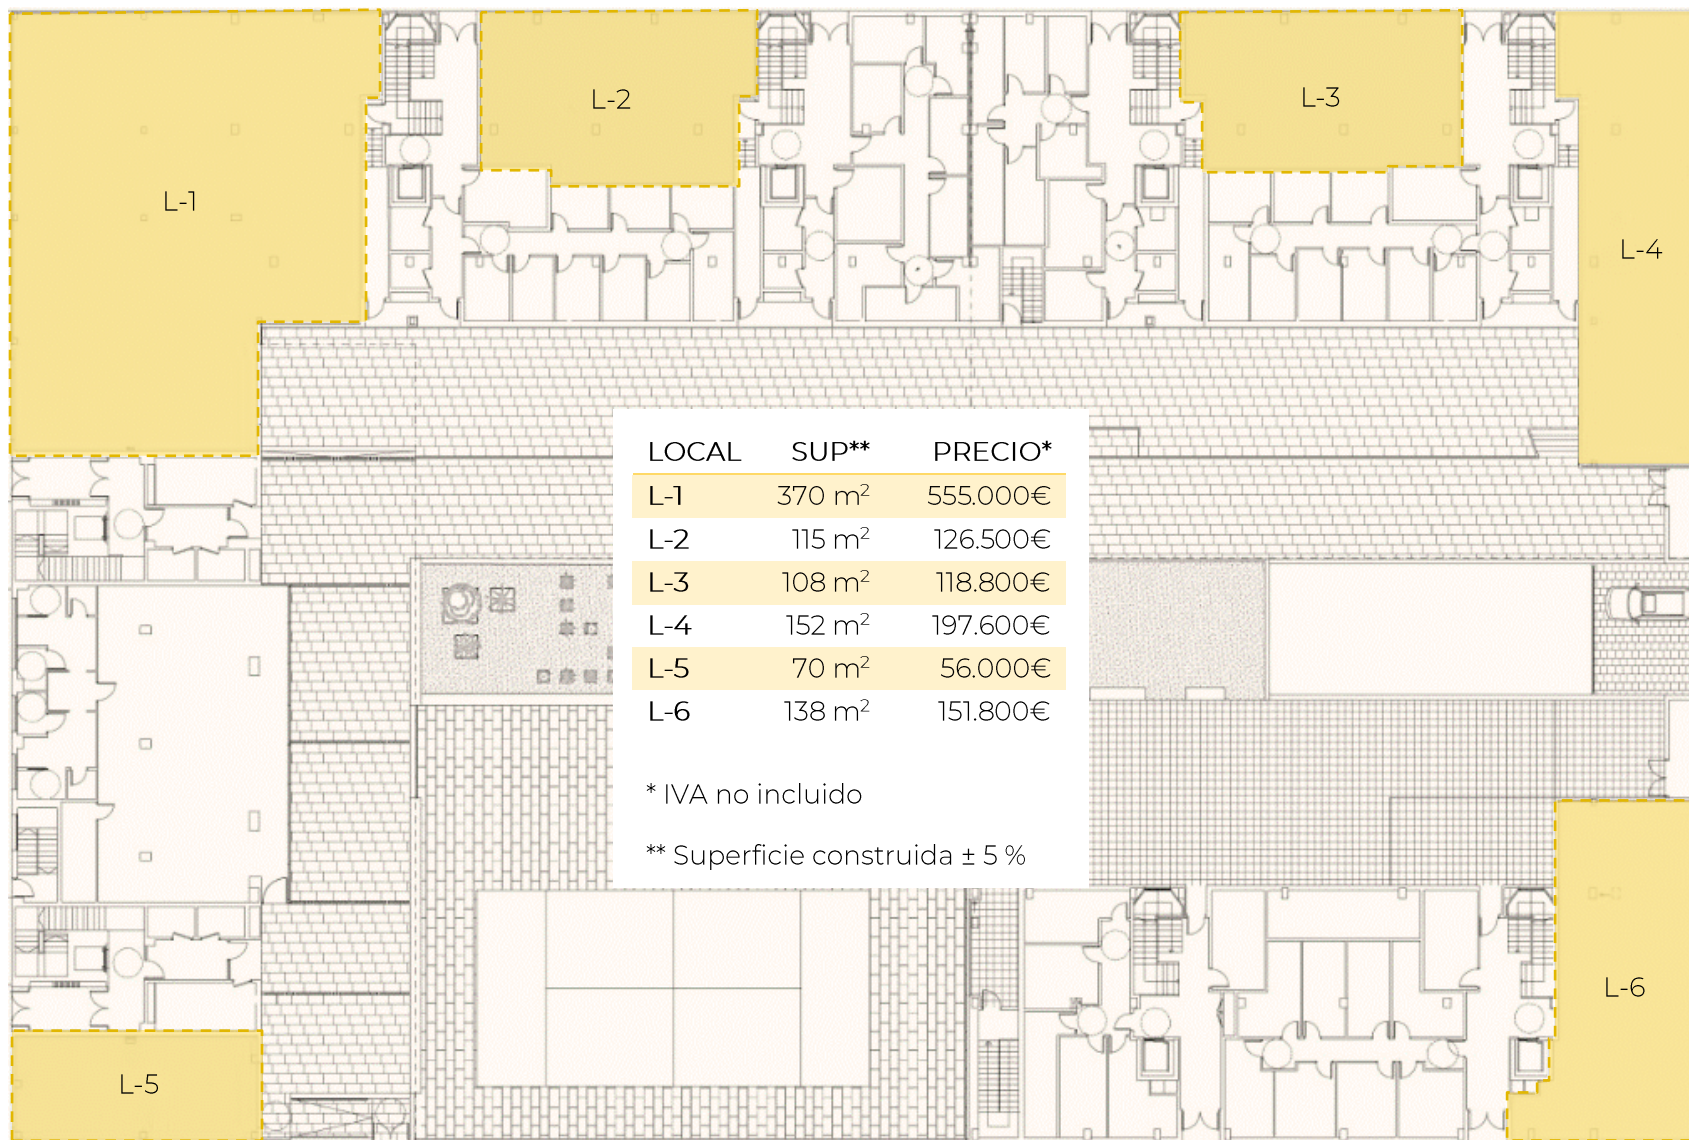 L-1
L-2
L-3
L-4
LOCAL SUP** PRECIO*
L-1 370 m² 555.000€
L-2 115 m² 126.500€
L-3 108 m² 118.800€
L-4 152 m² 197.600€
L-5 70 m² 56.000€
L-6 138 m² 151.800€
* IVA no incluido
** Superficie construida ± 5 %
L-5
L-6